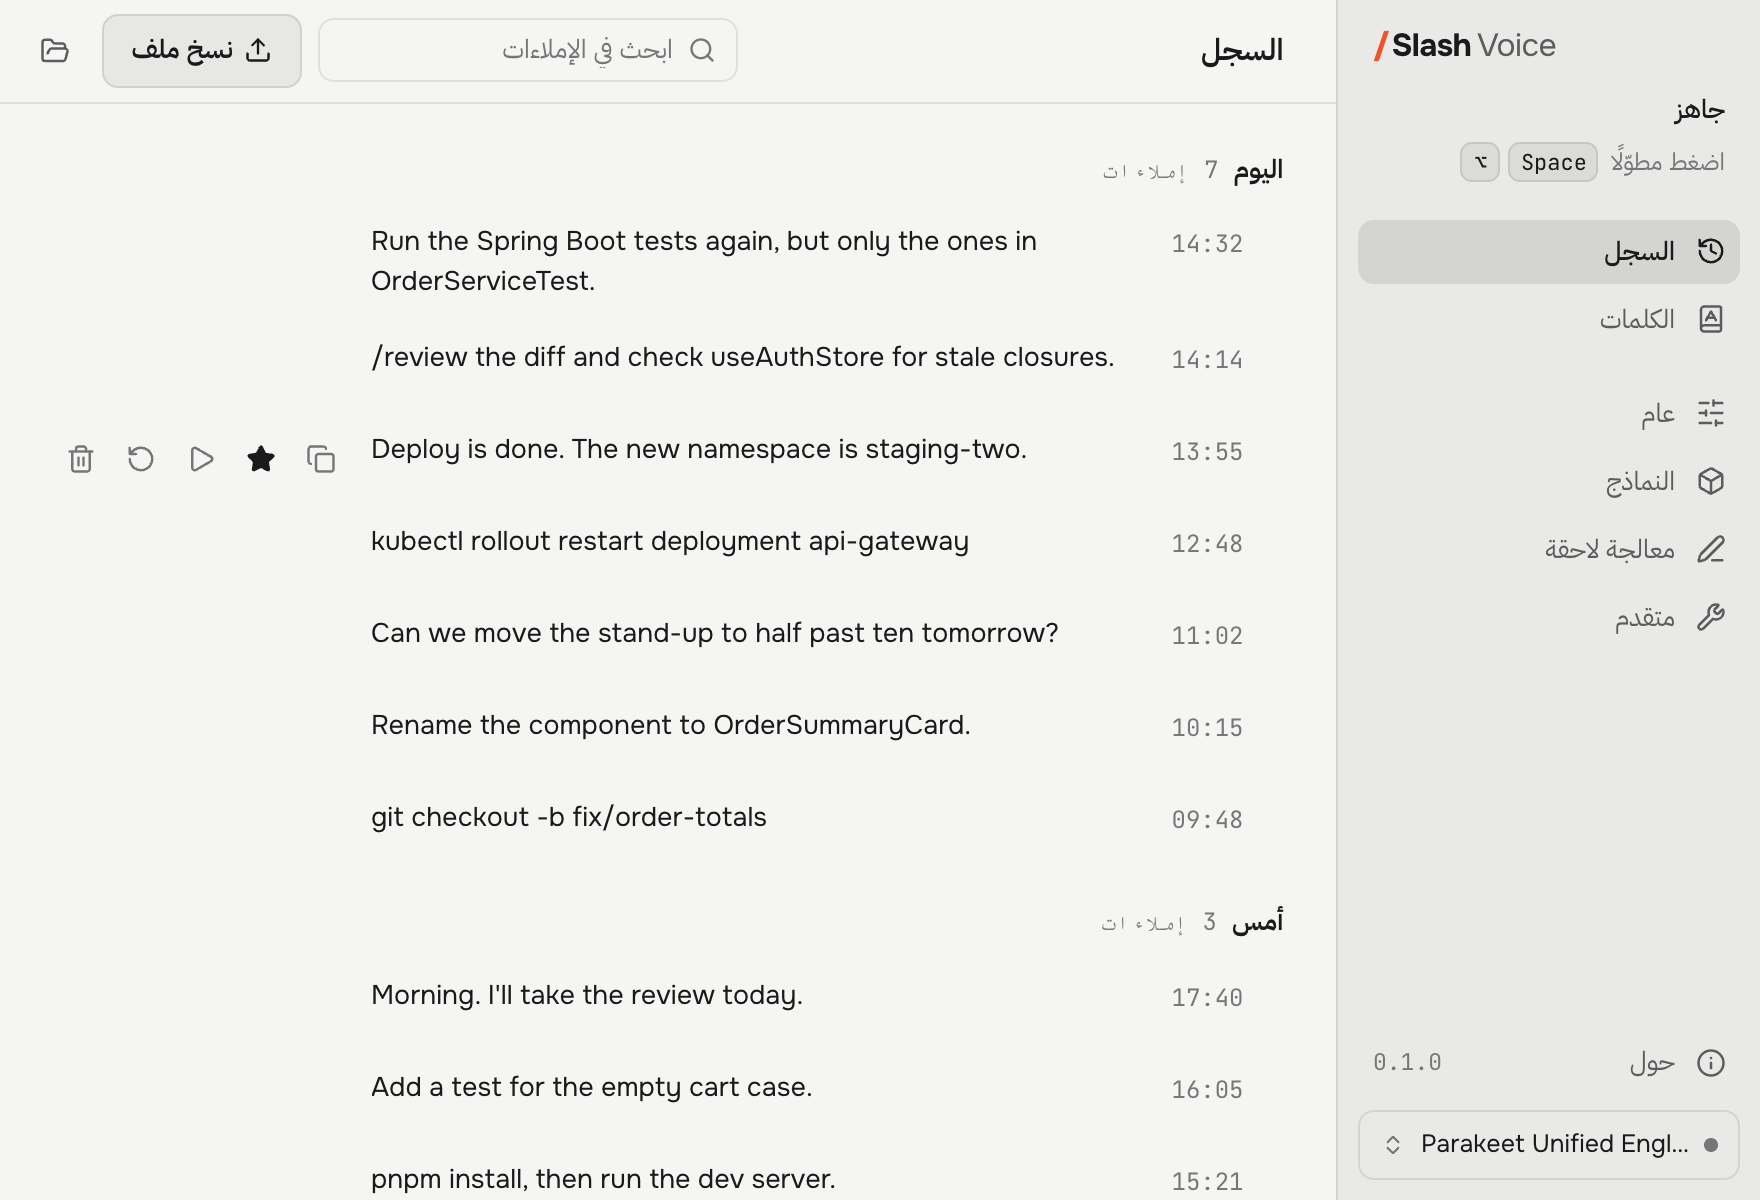 /Slash Voice
جاهز
اضغط مطوّلًا Space ⌥
السجل
الكلمات
عام
النماذج
معالجة لاحقة
متقدم
حول 0.1.0
Parakeet Unified Engl...
السجل
ابحث في الإملاءات
نسخ ملف
اليوم 7 إملاءات
14:32 Run the Spring Boot tests again, but only the ones in
OrderServiceTest.
14:14 /review the diff and check useAuthStore for stale closures.
13:55 Deploy is done. The new namespace is staging-two.
12:48 kubectl rollout restart deployment api-gateway
11:02 Can we move the stand-up to half past ten tomorrow?
10:15 Rename the component to OrderSummaryCard.
09:48 git checkout -b fix/order-totals
أمس 3 إملاءات
17:40 Morning. I'll take the review today.
16:05 Add a test for the empty cart case.
15:21 pnpm install, then run the dev server.